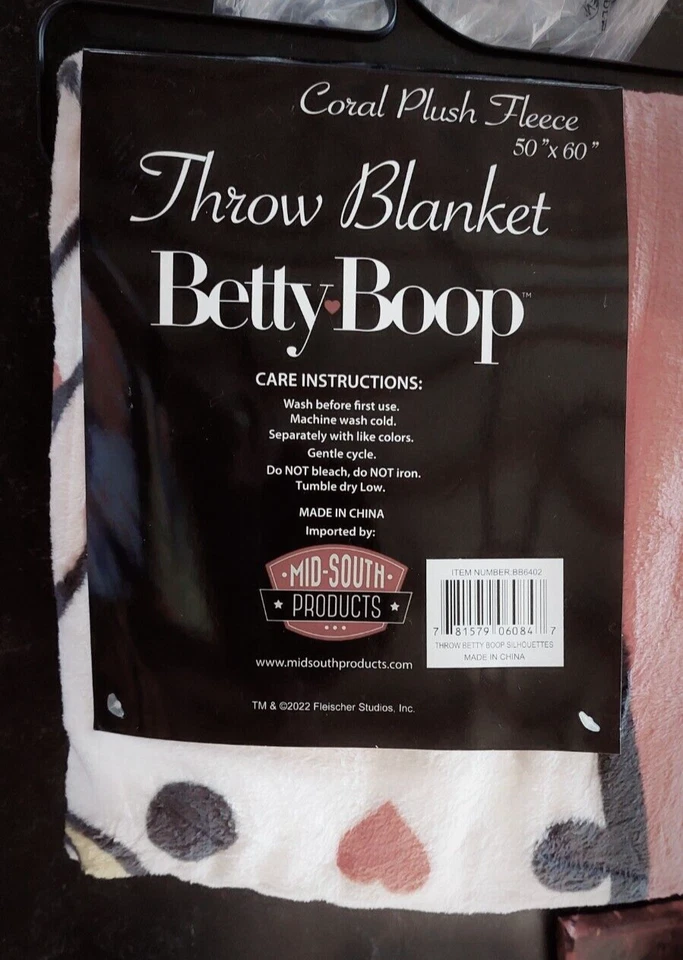 Coral Plush Fleece
50"x 60"
Throw Blanket
Betty Boop™
CARE INSTRUCTIONS:
Wash before first use.
Machine wash cold.
Separately with like colors.
Gentle cycle.
Do NOT bleach, do NOT iron.
Tumble dry Low.
MADE IN CHINA
Imported by:
MID-SOUTH
PRODUCTS
www.midsouthproducts.com
ITEM NUMBER:BB6402
7 81579 06084 7
THROW BETTY BOOP SILHOUETTES
MADE IN CHINA
TM & ©2022 Fleischer Studios, Inc.